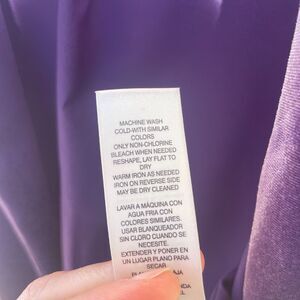 MACHINE WASH
COLD-WITH SIMILAR
COLORS
ONLY NON-CHLORINE
BLEACH WHEN NEEDED
RESHAPE, LAY FLAT TO
DRY
WARM IRON AS NEEDED
IRON ON REVERSE SIDE
MAY BE DRY CLEANED
LAVAR A MÁQUINA CON
AGUA FRIA CON
COLORES SIMILARES.
USAR BLANQUEADOR
SIN CLORO CUANDO SE
NECESITE.
EXTENDER Y PONER EN
UN LUGAR PLANO PARA
SECAR